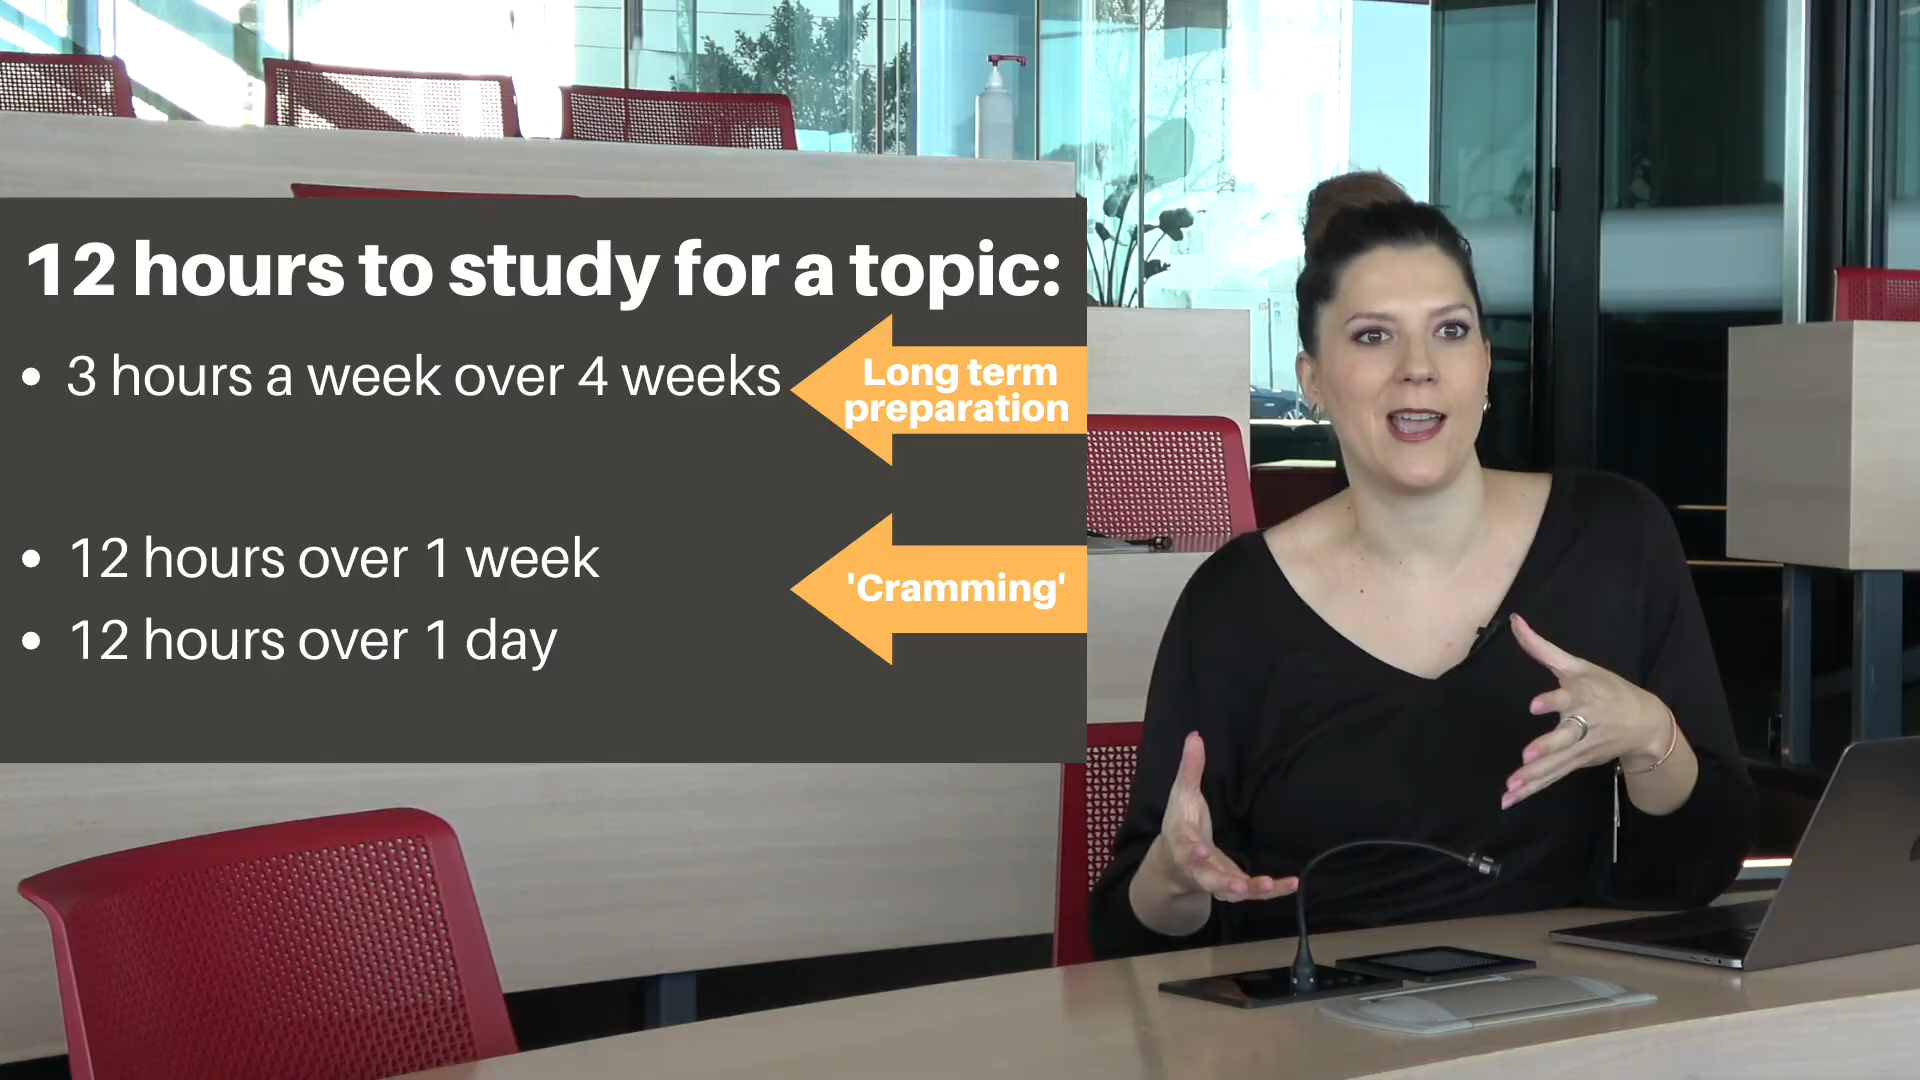 12 hours to study for a topic:
• 3 hours a week over 4 weeks
Long term
preparation
• 12 hours over 1 week
• 12 hours over 1 day
'Cramming'